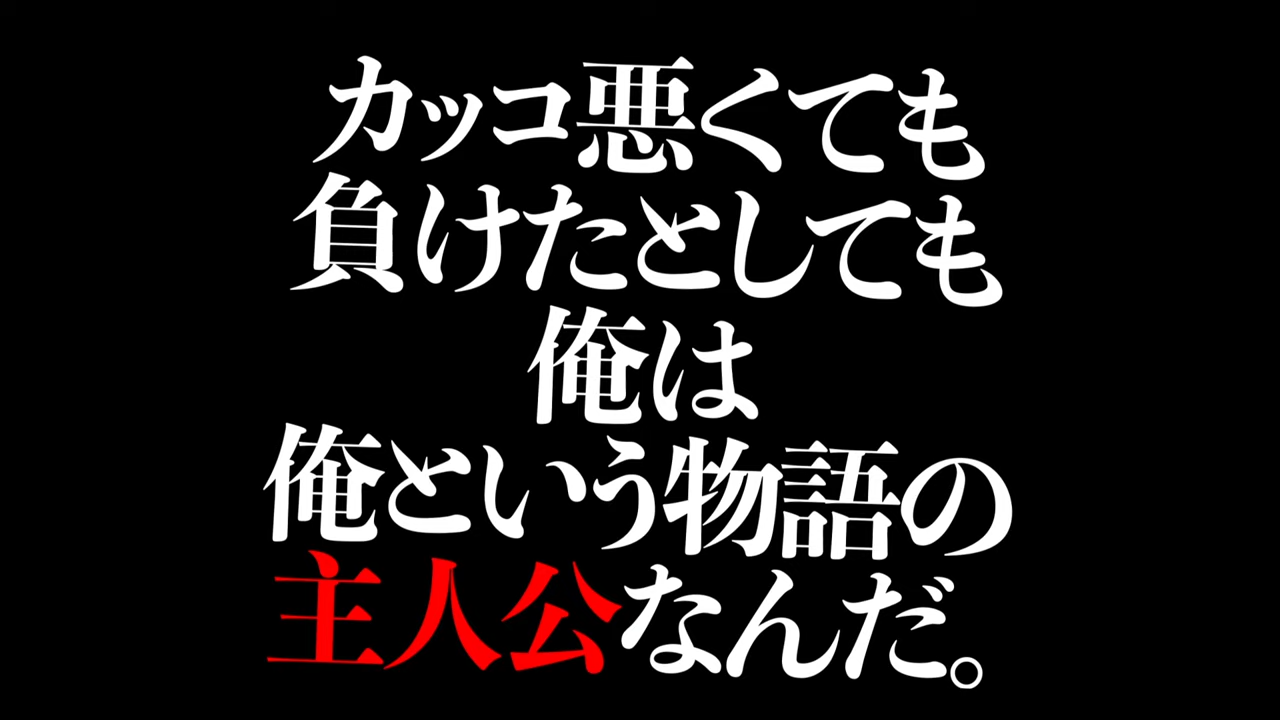 カッコ悪くても
負けたとしても
俺は
俺という物語の
主人公なんだ。